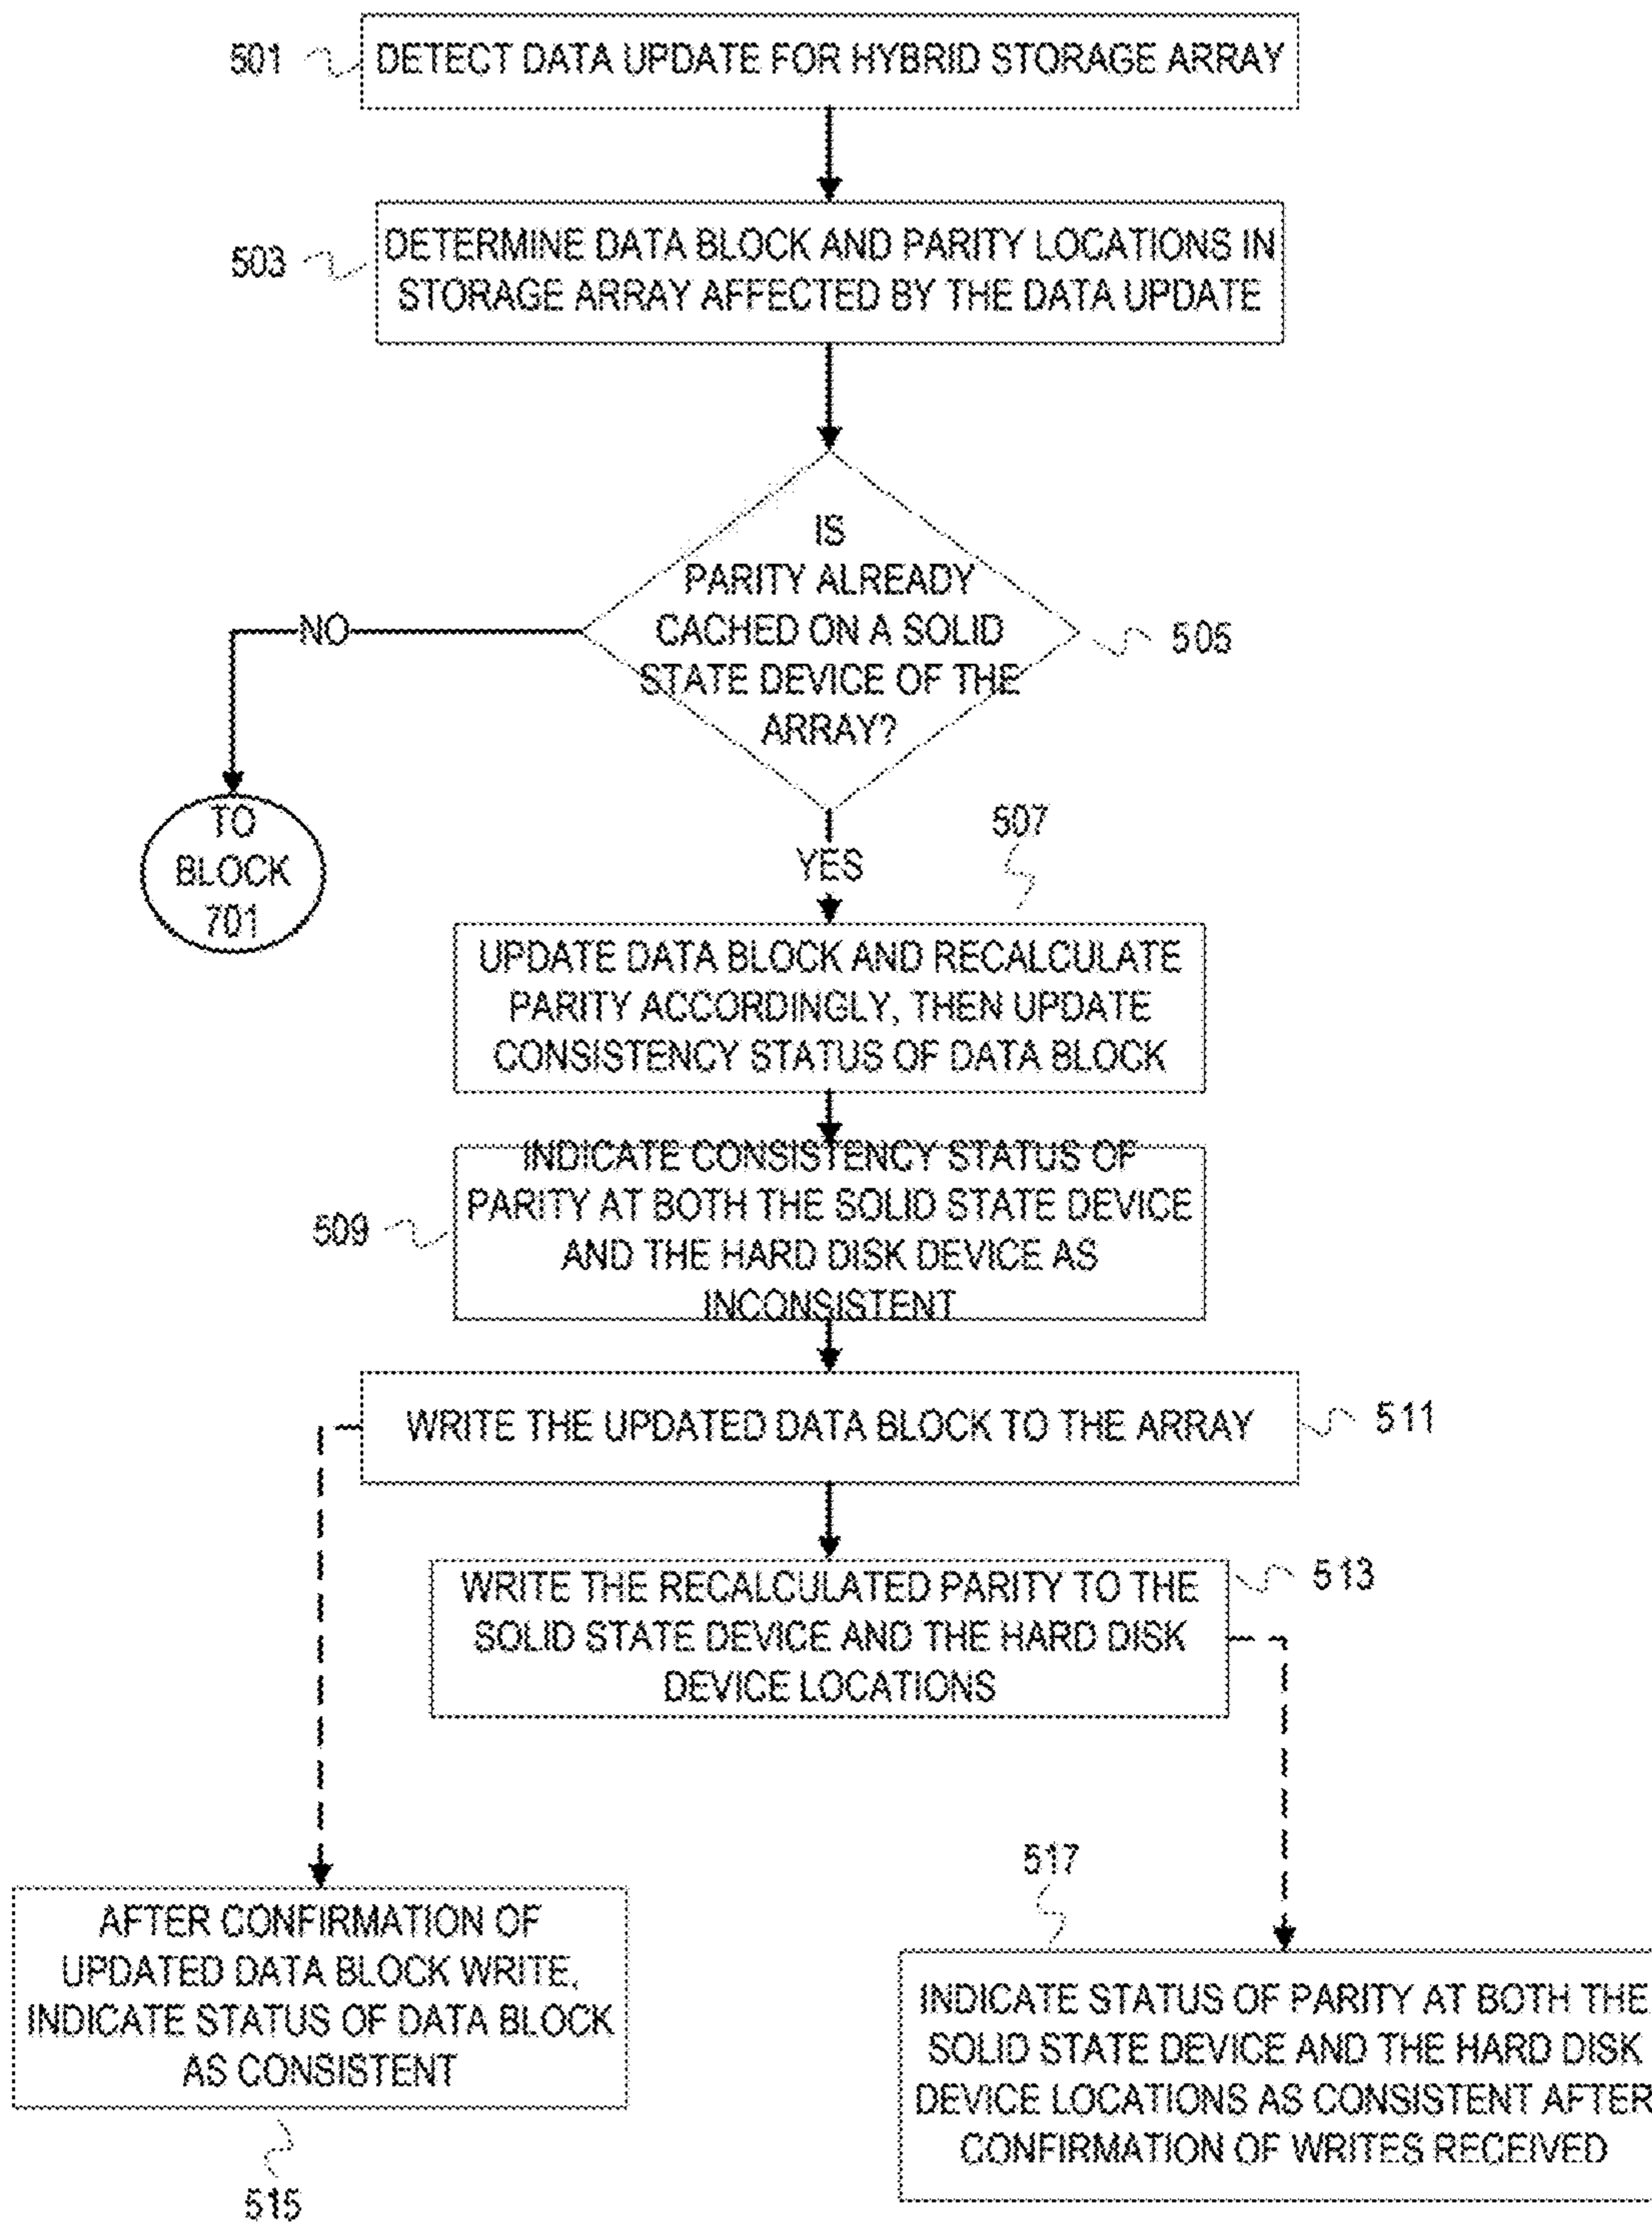 501
DETECT DATA UPDATE FOR HYBRID STORAGE ARRAY
503
DETERMINE DATA BLOCK AND PARITY LOCATIONS IN
STORAGE ARRAY AFFECTED BY THE DATA UPDATE
IS
PARITY ALREADY
CACHED ON A SOLID
STATE DEVICE OF THE
ARRAY?
505
NO
TO
BLOCK
701
YES
507
UPDATE DATA BLOCK AND RECALCULATE
PARITY ACCORDINGLY, THEN UPDATE
CONSISTENCY STATUS OF DATA BLOCK
509
INDICATE CONSISTENCY STATUS OF
PARITY AT BOTH THE SOLID STATE DEVICE
AND THE HARD DISK DEVICE AS
INCONSISTENT
WRITE THE UPDATED DATA BLOCK TO THE ARRAY
511
WRITE THE RECALCULATED PARITY TO THE
SOLID STATE DEVICE AND THE HARD DISK
DEVICE LOCATIONS
513
AFTER CONFIRMATION OF
UPDATED DATA BLOCK WRITE,
INDICATE STATUS OF DATA BLOCK
AS CONSISTENT
515
517
INDICATE STATUS OF PARITY AT BOTH THE
SOLID STATE DEVICE AND THE HARD DISK
DEVICE LOCATIONS AS CONSISTENT AFTER
CONFIRMATION OF WRITES RECEIVED